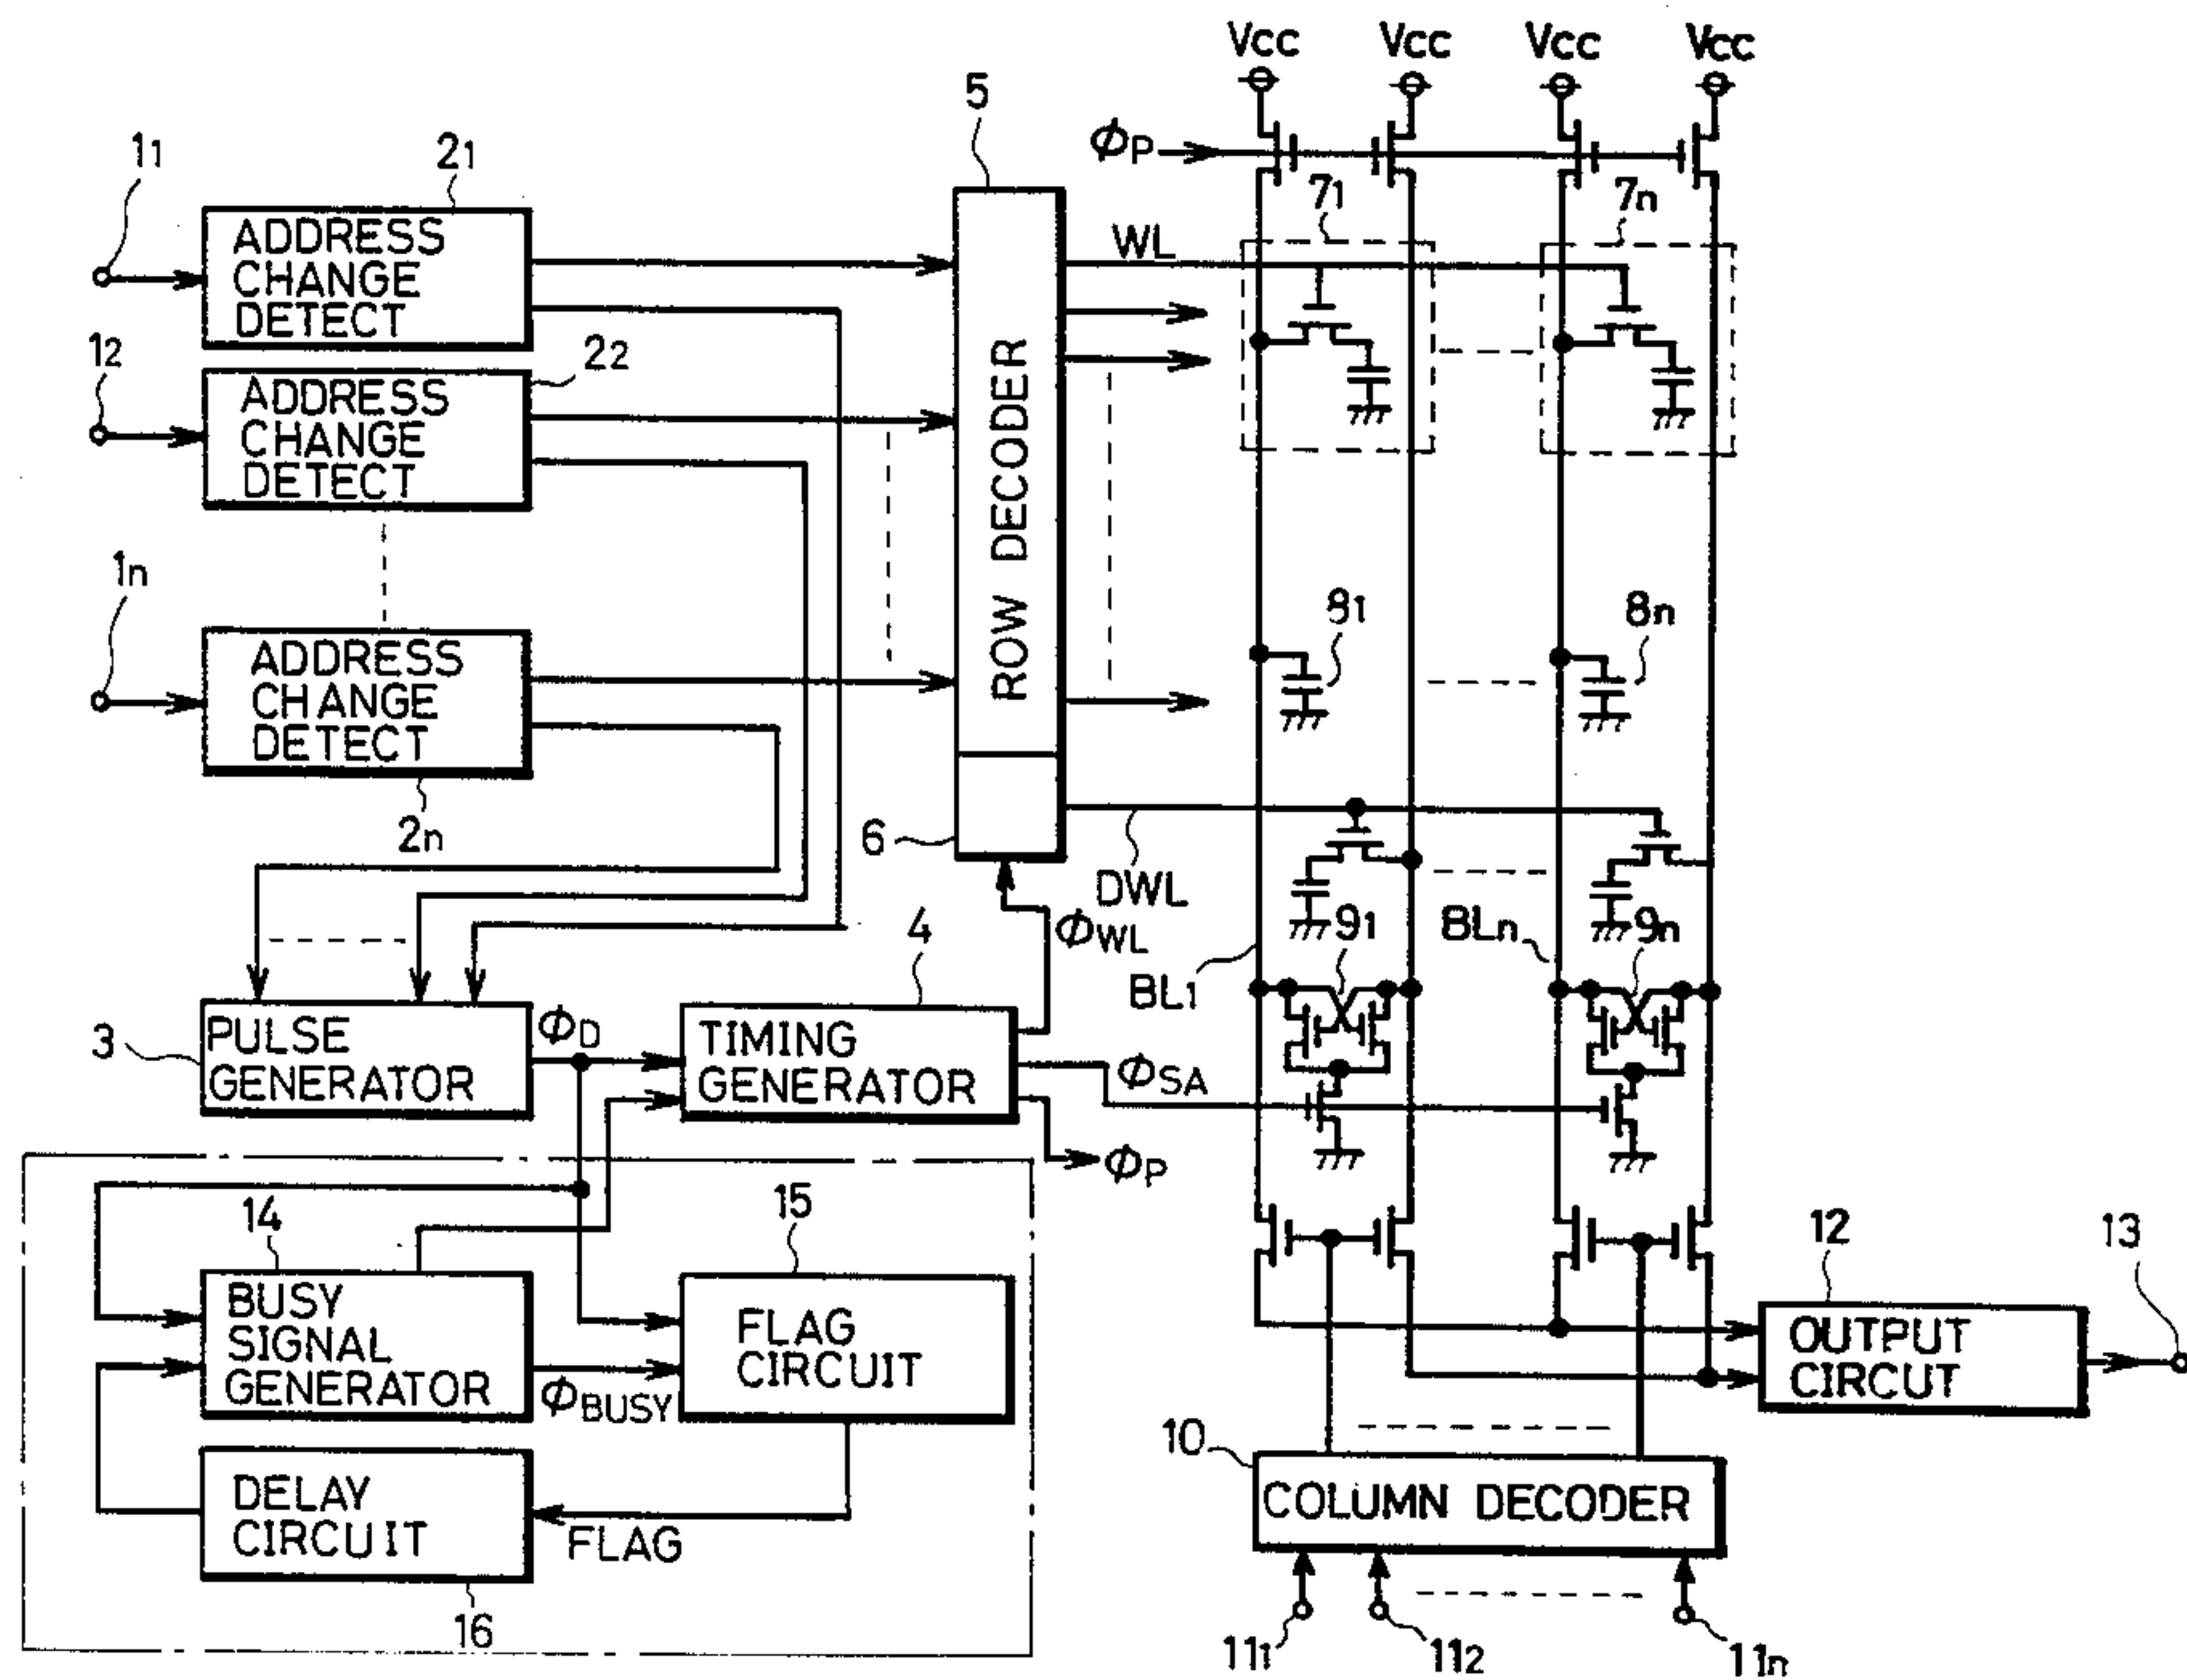 Vcc Vcc Vcc Vcc
5
ϕP
11
21
ADDRESS
CHANGE
DETECT
71
7n
WL
12
22
ADDRESS
CHANGE
DETECT
ROW DECODER
1n
ADDRESS
CHANGE
DETECT
2n
81
8n
6
DWL
ϕWL
91
BLn
9n
BL1
4
3
PULSE
GENERATOR
ϕD
TIMING
GENERATOR
ϕSA
ϕP
14
BUSY
SIGNAL
GENERATOR
ϕBUSY
15
FLAG
CIRCUIT
DELAY
CIRCUIT
FLAG
16
12
OUTPUT
CIRCUT
13
10
COLUMN DECODER
111
112
11n